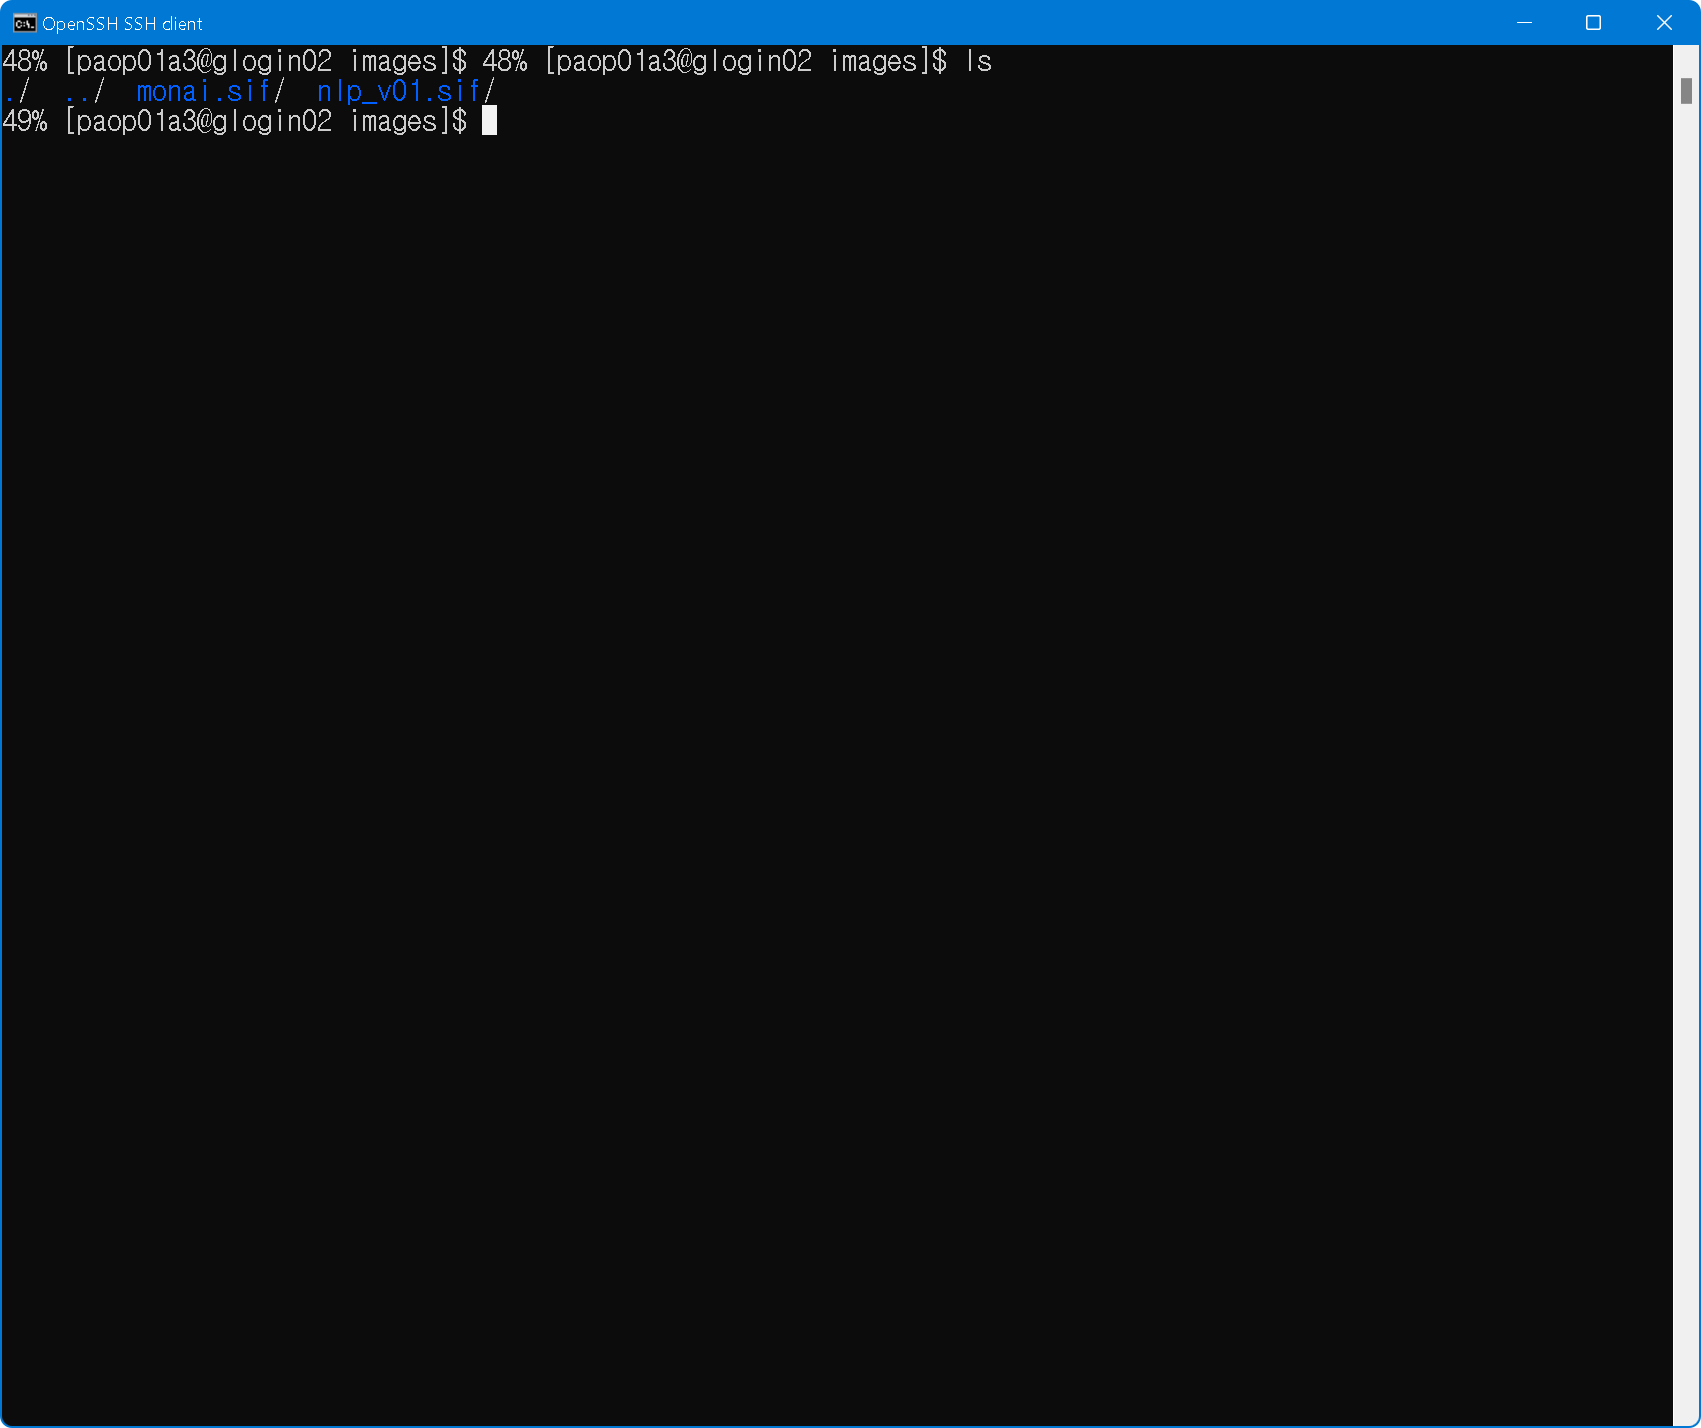 OpenSSH SSH client
48% [paop01a3@glogin02 images]$ 48% [paop01a3@glogin02 images]$ ls
./  ../  monai.sif/  nlp_v01.sif/
49% [paop01a3@glogin02 images]$